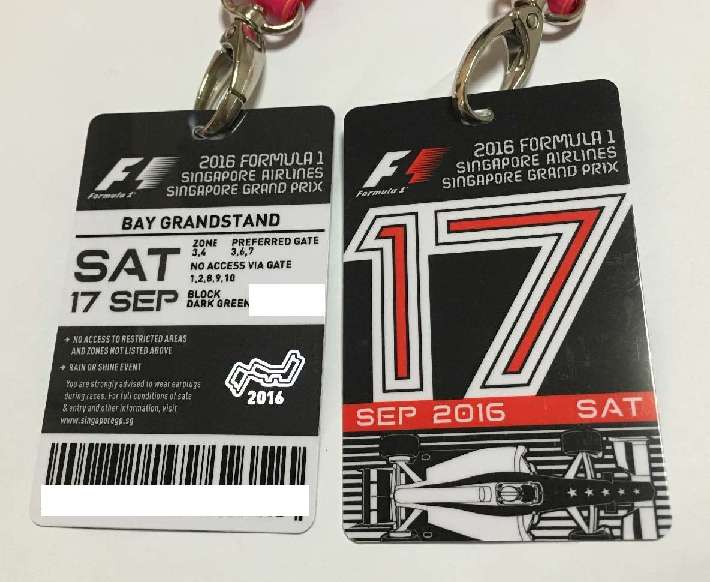 F1
Formula 1
2016 FORMULA 1
SINGAPORE AIRLINES
SINGAPORE GRAND PRIX
BAY GRANDSTAND
SAT
17 SEP
ZONE PREFERRED GATE
3,4 3,6,7
NO ACCESS VIA GATE
1,2,8,9,10
BLOCK
DARK GREEN
→ NO ACCESS TO RESTRICTED AREAS
AND ZONES NOT LISTED ABOVE
→ RAIN OR SHINE EVENT
You are strongly advised to wear earplugs
during races. For full conditions of sale
& entry and other information, visit
www.singaporegp.sg
2016
F1
Formula 1
2016 FORMULA 1
SINGAPORE AIRLINES
SINGAPORE GRAND PRIX
17
SEP 2016 SAT